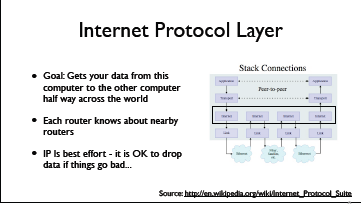 Internet Protocol Layer
Stack Connections
• Goal: Gets your data from this
computer to the other computer
half way across the world
• Each router knows about nearby
routers
• IP Is best effort - it is OK to drop
data if things go bad...
Application
Application
Peer-to-peer
Transport
Transport
Internet
Internet
Internet
Internet
Link
Link
Link
Link
Ethernet
Ethernet
Source: http://en.wikipedia.org/wiki/Internet_Protocol_Suite